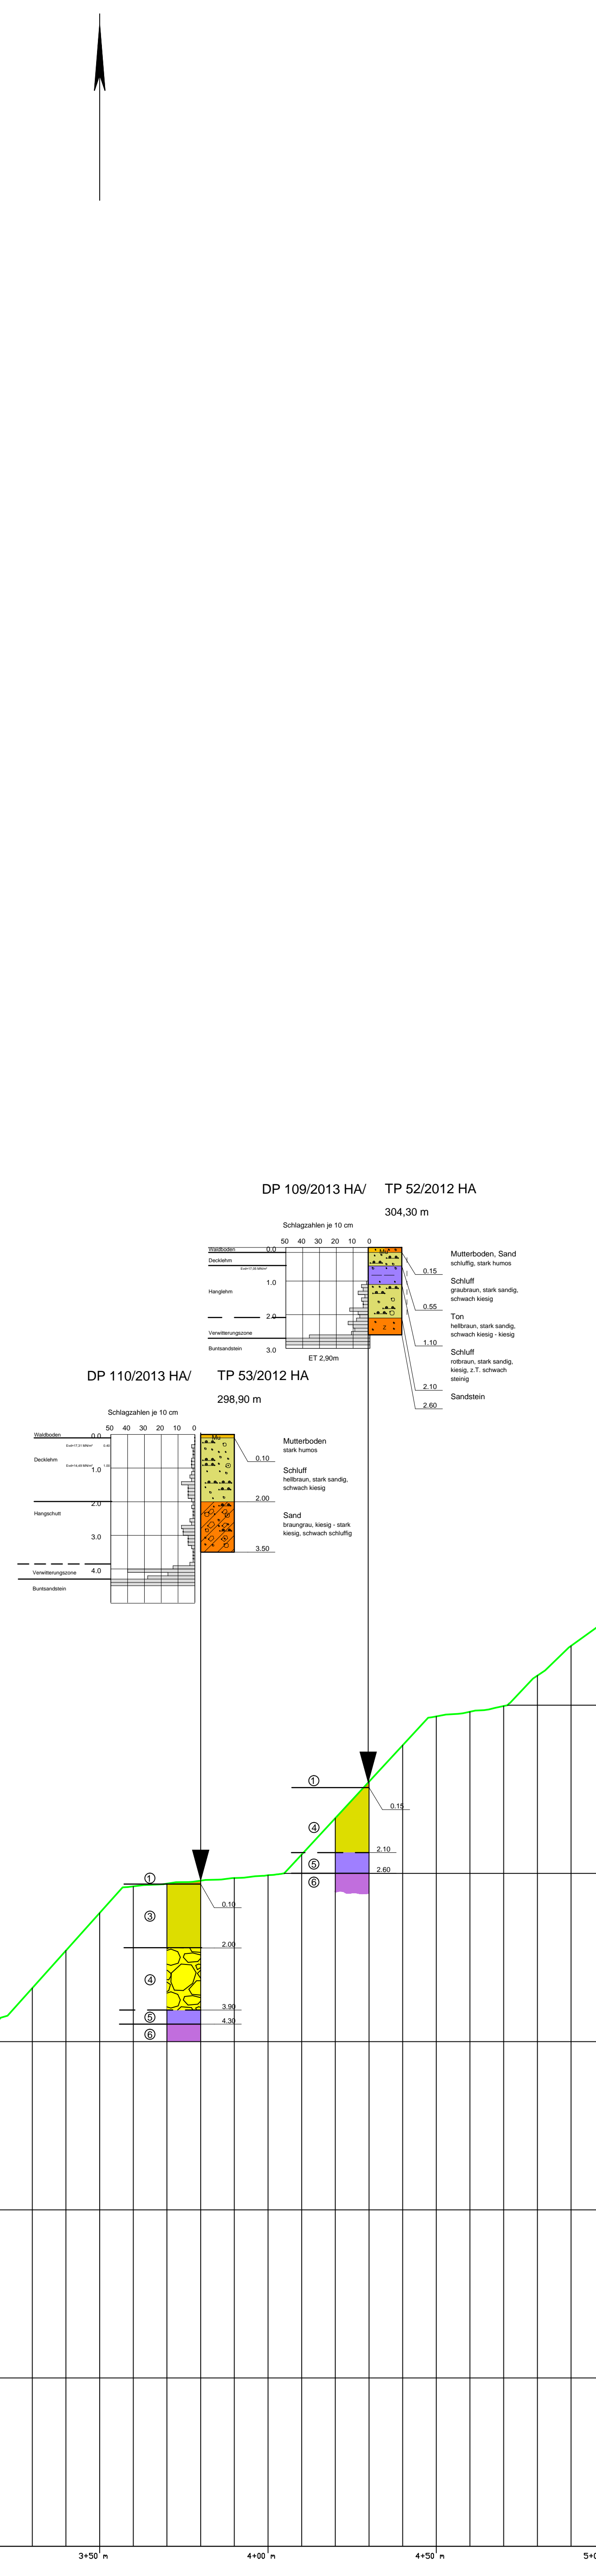 DP 109/2013 HA/ TP 52/2012 HA
304,30 m
Schlagzahlen je 10 cm
50 40 30 20 10 0
Waldboden
0.0
Mu
Decklehm
Mutterboden, Sand
schluffig, stark humos
0.15
1.0
Schluff
graubraun, stark sandig,
schwach kiesig
Hanglehm
0.55
2.0
Ton
hellbraun, stark sandig,
schwach kiesig - kiesig
Verwitterungszone
Z
1.10
Buntsandstein
3.0
Schluff
rotbraun, stark sandig,
kiesig, z.T. schwach
steinig
ET 2,90m
2.10
Sandstein
2.60
DP 110/2013 HA/ TP 53/2012 HA
298,90 m
Schlagzahlen je 10 cm
50 40 30 20 10 0
Waldboden
0.0
Mu
Mutterboden
stark humos
Decklehm
0.10
1.0
Schluff
hellbraun, stark sandig,
schwach kiesig
2.0
2.00
Hangschutt
Sand
braungrau, kiesig - stark
kiesig, schwach schluffig
3.0
3.50
4.0
Verwitterungszone
Buntsandstein
1
0.15
4
2.10
5
2.60
6
1
0.10
3
2.00
4
3.90
5
4.30
6
3+50 m 4+00 m 4+50 m 5+0